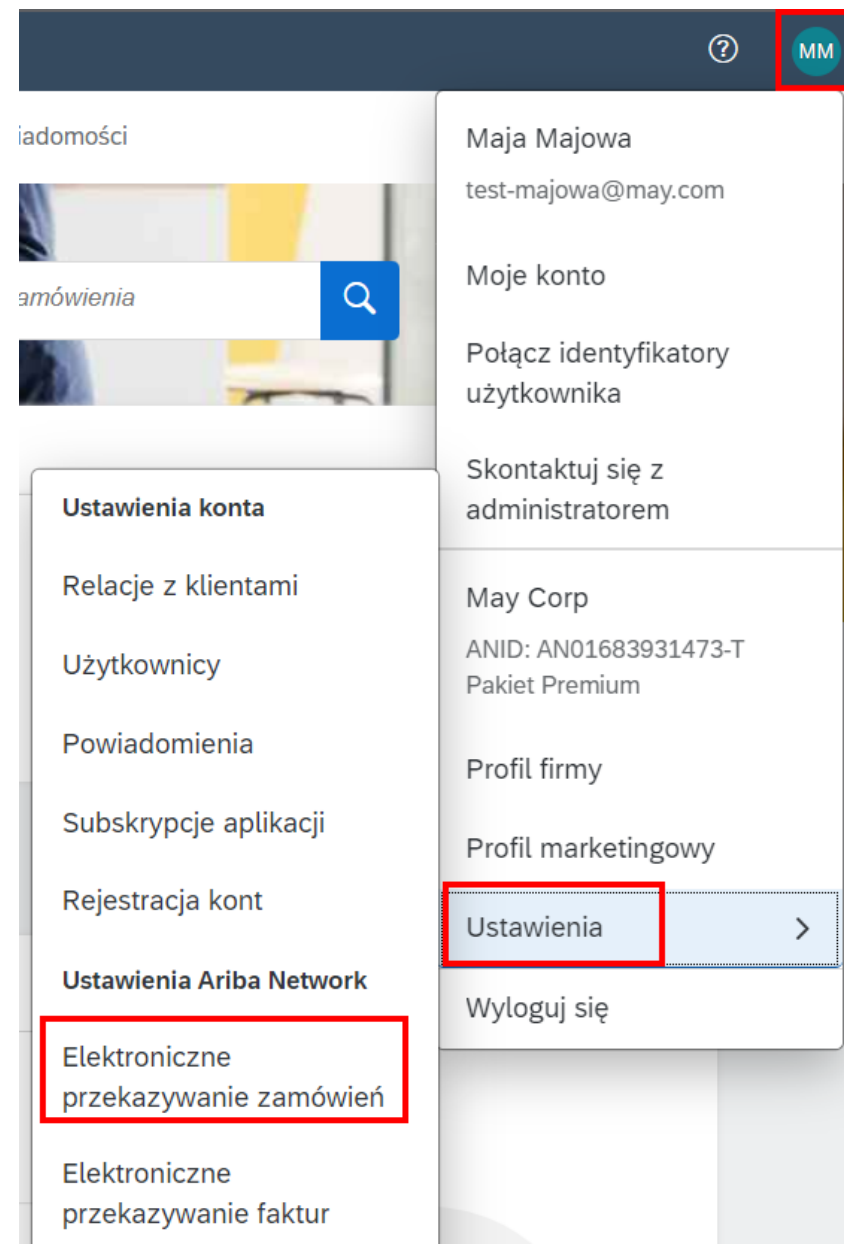 MM
iadomości
amówienia
Maja Majowa
test-majowa@may.com
Moje konto
Połącz identyfikatory
użytkownika
Skontaktuj się z
administratorem
May Corp
ANID: AN01683931473-T
Pakiet Premium
Profil firmy
Profil marketingowy
Ustawienia
Wyloguj się
Ustawienia konta
Relacje z klientami
Użytkownicy
Powiadomienia
Subskrypcje aplikacji
Rejestracja kont
Ustawienia Ariba Network
Elektroniczne
przekazywanie zamówień
Elektroniczne
przekazywanie faktur